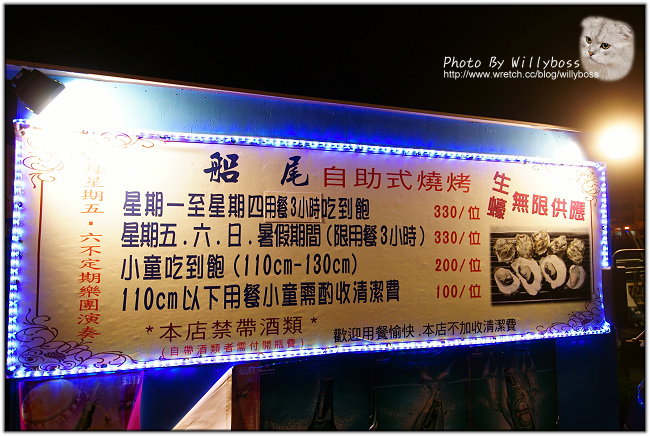 Photo By Willyboss
http://www.wretch.cc/blog/willyboss
船尾 自助式燒烤
生蠔無限供應
每星期五．六不定期樂團演奏
星期一至星期四用餐3小時吃到飽 330/位
星期五.六.日.暑假期間(限用餐3小時) 330/位
小童吃到飽(110cm-130cm) 200/位
110cm以下用餐小童需酌收清潔費 100/位
*本店禁帶酒類*
(自帶酒類者需付開瓶費)
歡迎用餐愉快.本店不加收清潔費